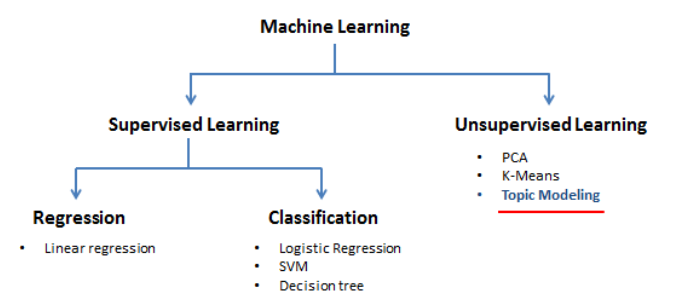 Machine Learning
Supervised Learning
Unsupervised Learning
• PCA
• K-Means
• Topic Modeling
Regression
• Linear regression
Classification
• Logistic Regression
• SVM
• Decision tree